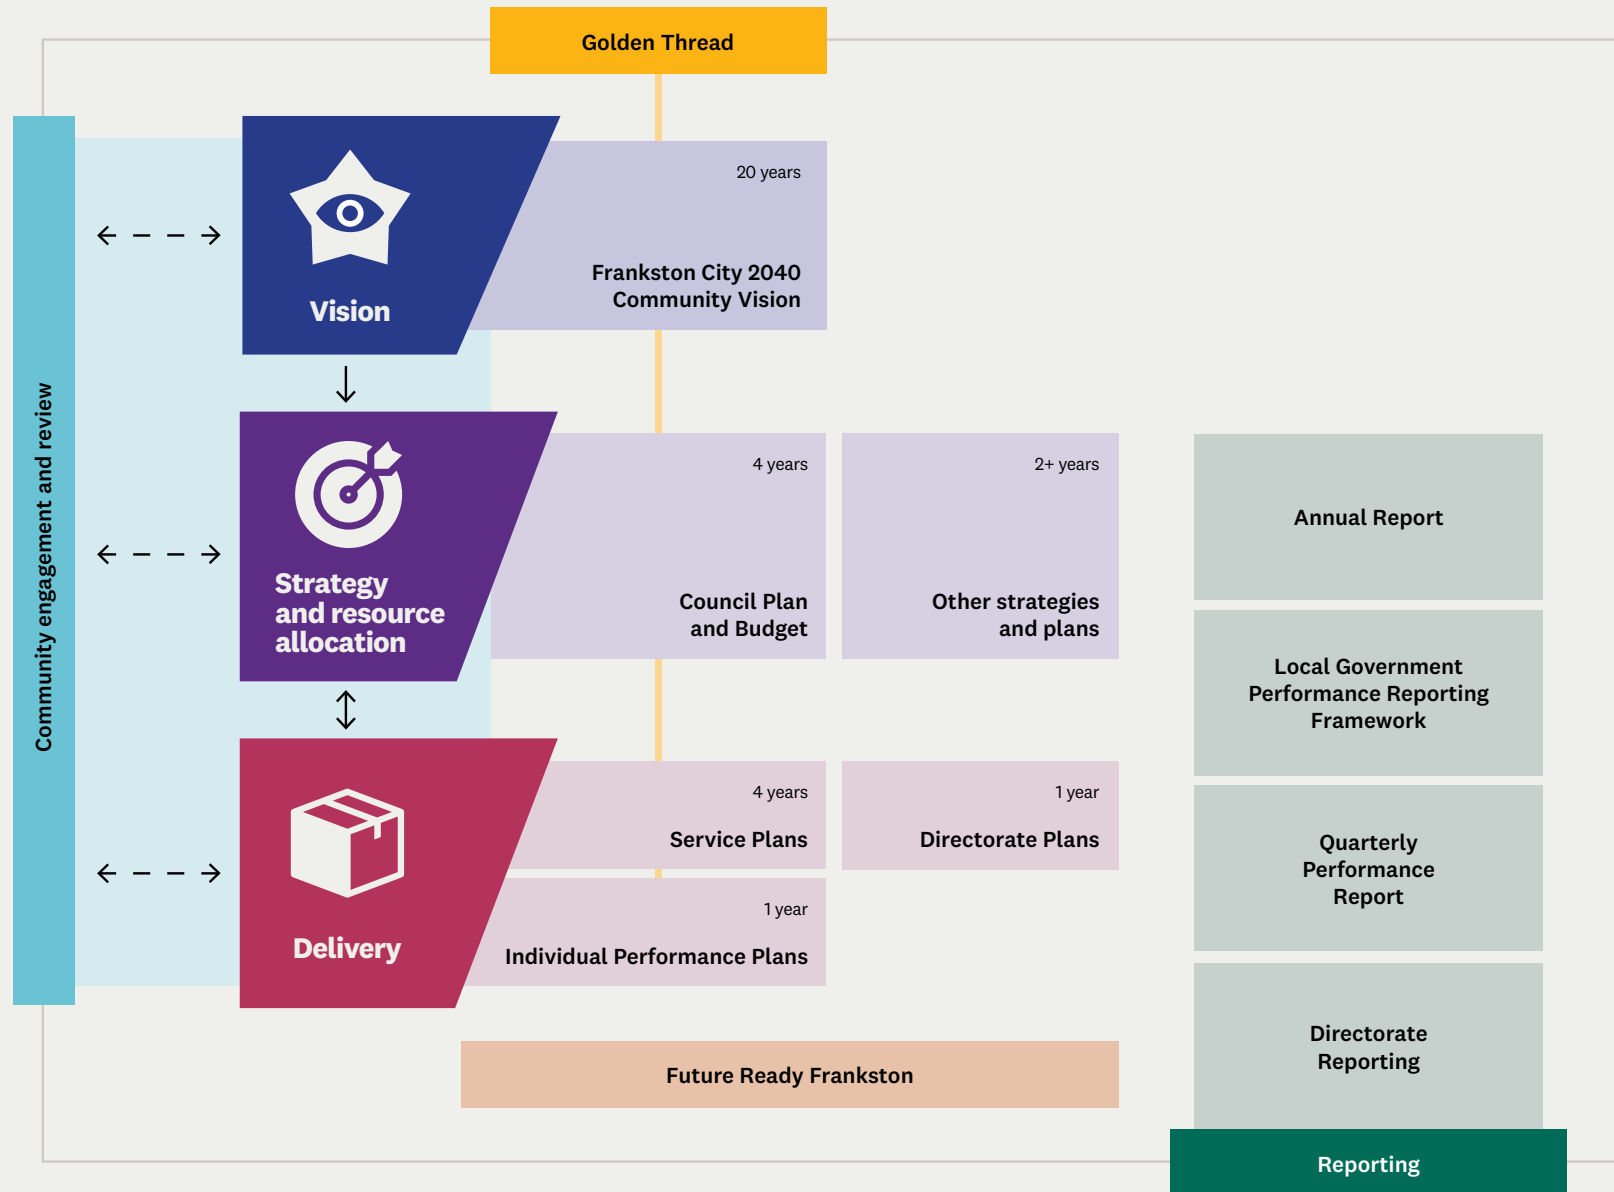 Golden Thread
Community engagement and review
Vision
20 years
Frankston City 2040
Community Vision
Strategy
and resource
allocation
4 years
Council Plan
and Budget
2+ years
Other strategies
and plans
Delivery
4 years
Service Plans
1 year
Directorate Plans
1 year
Individual Performance Plans
Future Ready Frankston
Annual Report
Local Government
Performance Reporting
Framework
Quarterly
Performance
Report
Directorate
Reporting
Reporting